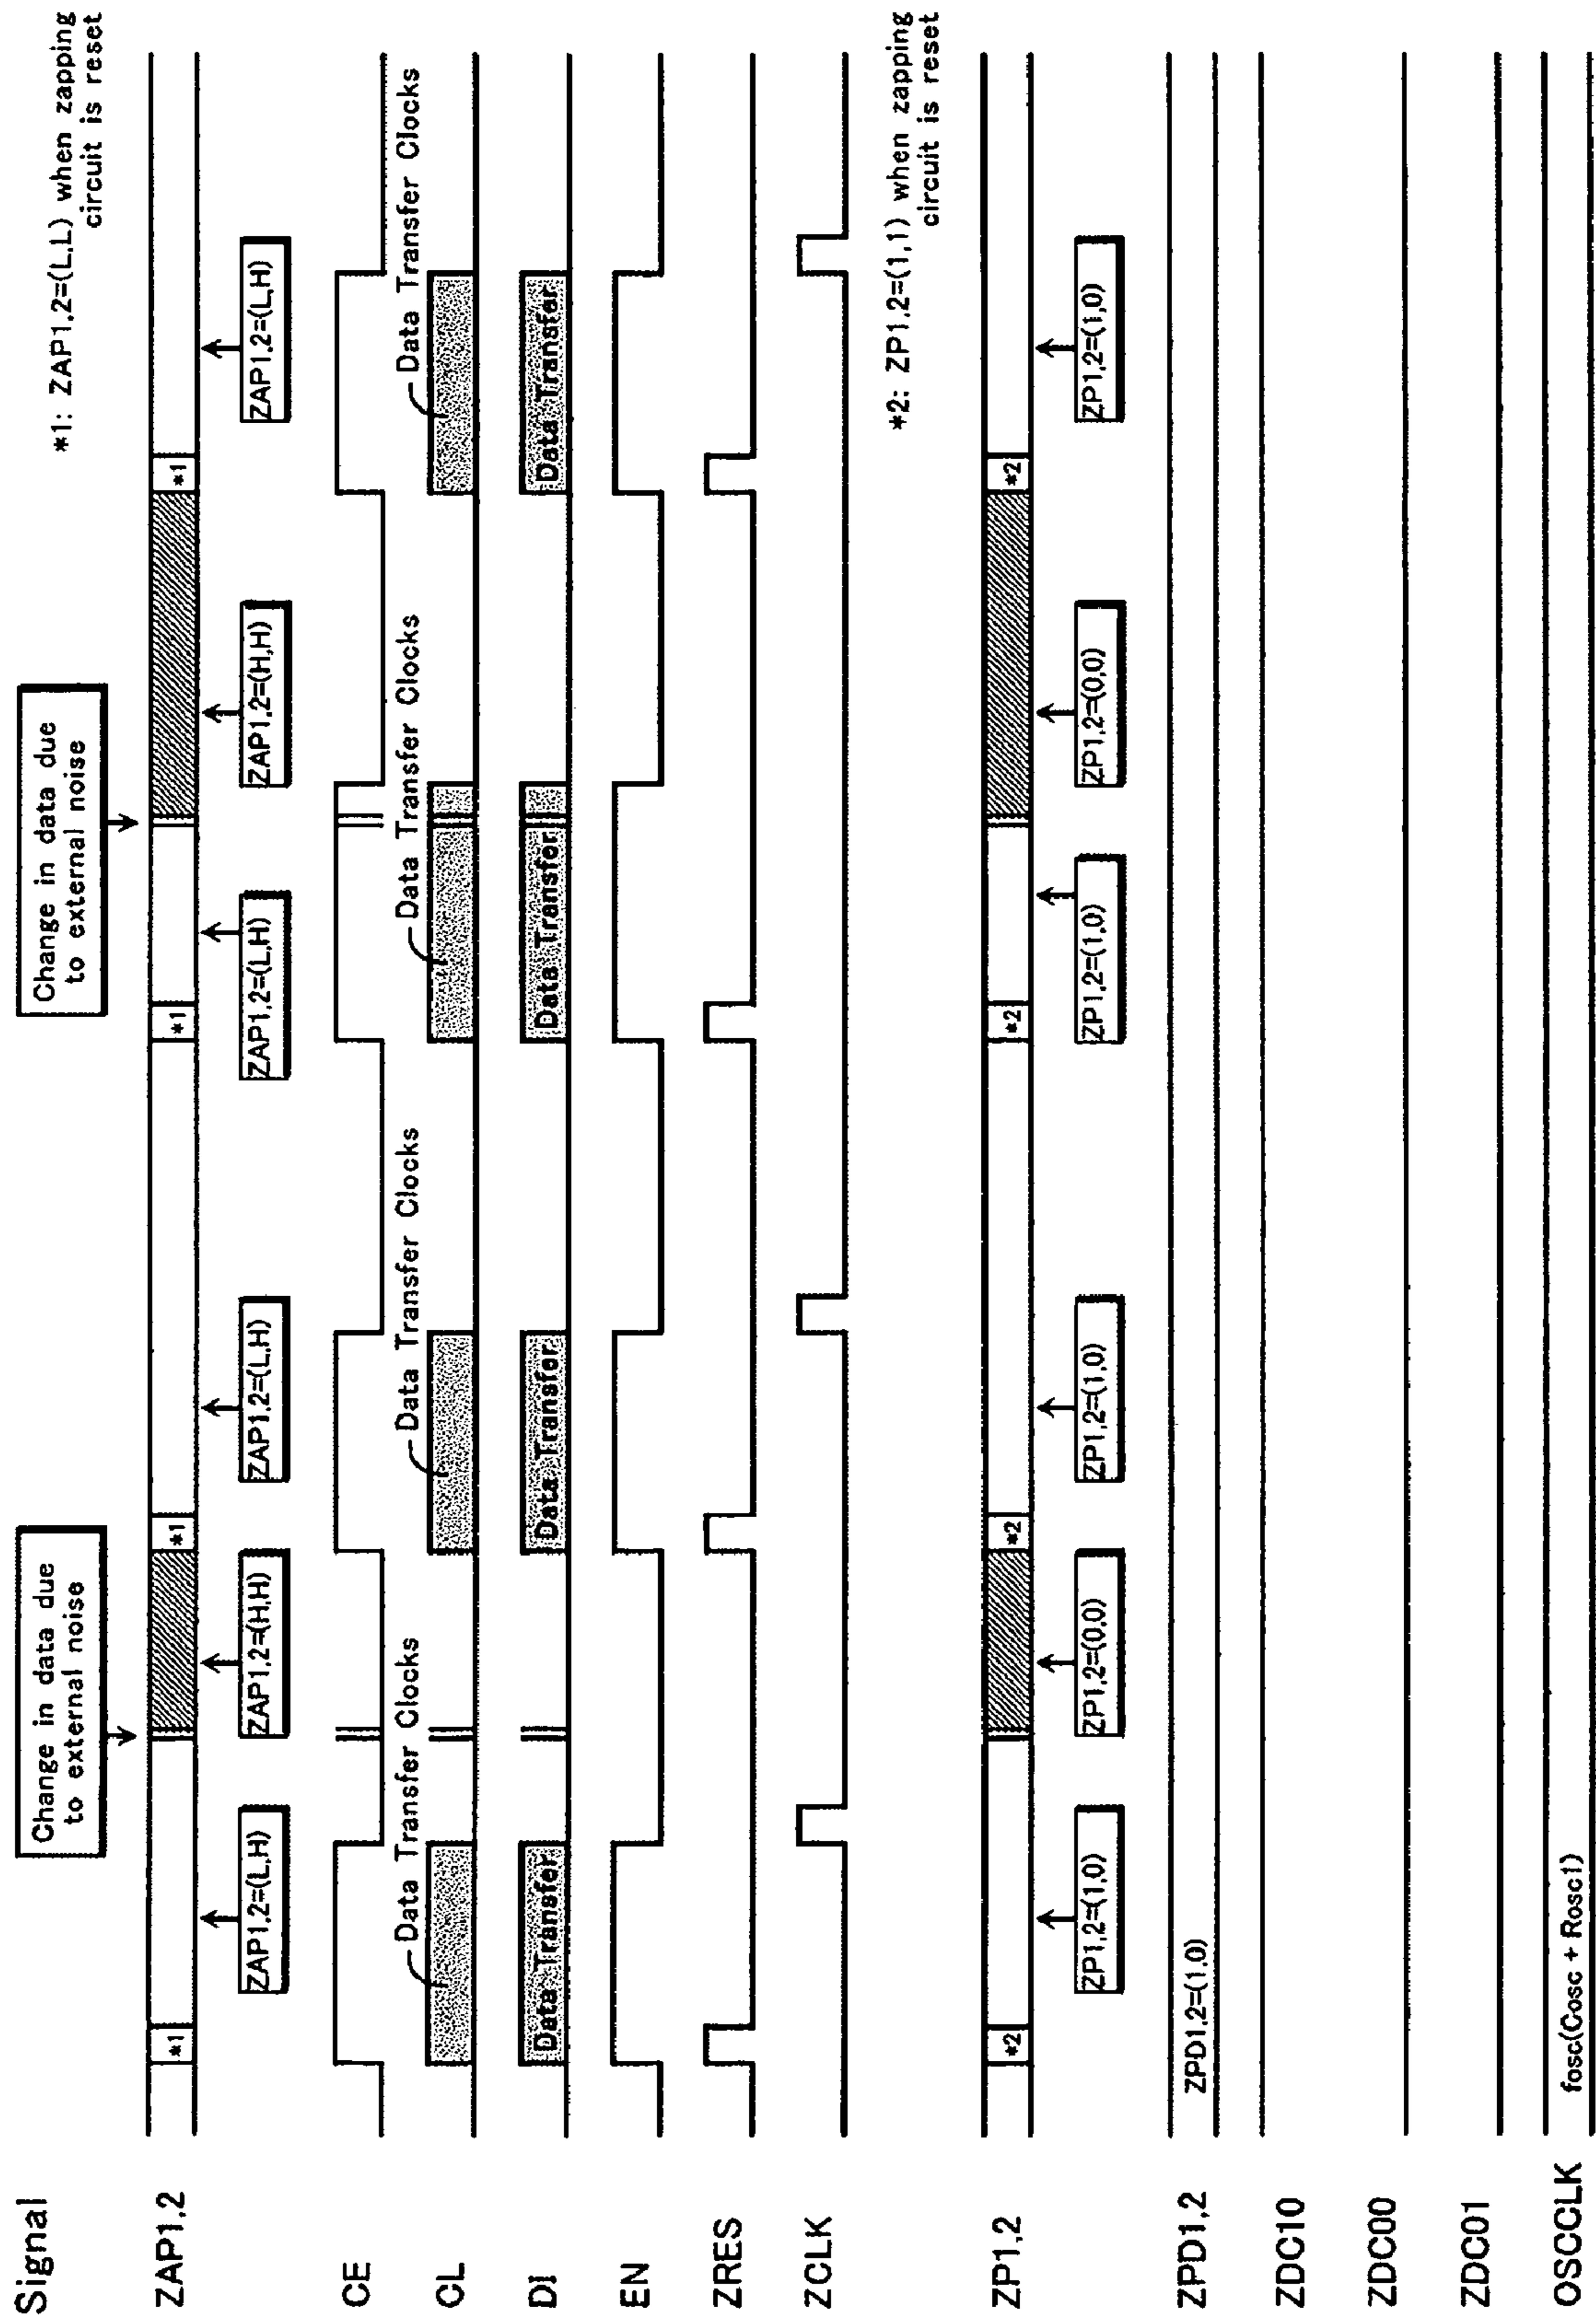 Signal
Change in data due
to external noise
Change in data due
to external noise
*1: ZAP1,2=(L,L) when zapping
circuit is reset
ZAP1,2
*1
*1
*1
*1
ZAP1,2=(L,H)
ZAP1,2=(H,H)
ZAP1,2=(L,H)
ZAP1,2=(L,H)
ZAP1,2=(H,H)
ZAP1,2=(L,H)
CE
Data Transfer Clocks
Data Transfer Clocks
Data Transfer Clocks
Data Transfer Clocks
CL
DI
Data Transfer
Data Transfer
Data Transfer
Data Transfer
EN
ZRES
ZCLK
*2: ZP1,2=(1,1) when zapping
circuit is reset
ZP1,2
*2
*2
*2
*2
ZP1,2=(1,0)
ZP1,2=(0,0)
ZP1,2=(1,0)
ZP1,2=(1,0)
ZP1,2=(0,0)
ZP1,2=(1,0)
ZPD1,2
ZPD1,2=(1,0)
ZDC10
ZDC00
ZDC01
OSCCLK
fosc(Cosc + Rosc1)